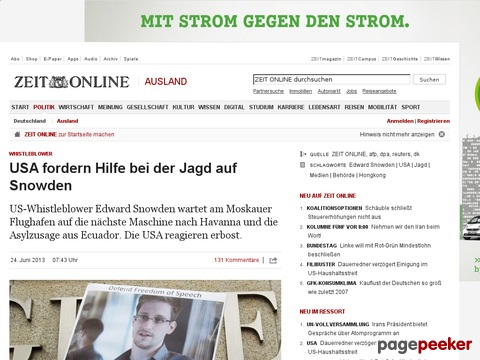 MIT STROM GEGEN DEN STROM.
Abo Shop E-Paper Apps Audio Archiv Spiele
ZEITmagazin ZEITCampus ZEITGeschichte ZEITWissen
ZEIT ONLINE AUSLAND
ZEIT ONLINE durchsuchen Suchen
Partnersuche Immobilien Automarkt Jobs Reiseangebote
START POLITIK WIRTSCHAFT MEINUNG GESELLSCHAFT KULTUR WISSEN DIGITAL STUDIUM KARRIERE LEBENSART REISEN MOBILITÄT SPORT
Deutschland Ausland Anmelden | Registrieren
ZEIT ONLINE zur Startseite machen Hinweis nicht mehr anzeigen
WHISTLEBLOWER
USA fordern Hilfe bei der Jagd auf
Snowden
US-Whistleblower Edward Snowden wartet am Moskauer
Flughafen auf die nächste Maschine nach Havanna und die
Asylzusage aus Ecuador. Die USA reagieren erbost.
24. Juni 2013 07:43 Uhr 131 Kommentare |
Defend Freedom of Speech
QUELLE ZEIT ONLINE, afp, dpa, reuters, dk
SCHLAGWORTE Edward Snowden | USA | Jagd |
Medien | Behörde | Hongkong
NEU AUF ZEIT ONLINE
1 KOALITIONSOPTIONEN Schäuble schließt
Steuererhöhungen nicht aus
2 KOLUMNE FÜNF VOR 8:00 Nehmen wir den Iran beim
Wort!
3 BUNDESTAG Linke will mit Rot-Grün Mindestlohn
beschließen
4 FILIBUSTER Dauerredner verzögert Einigung im
US-Haushaltsstreit
5 GFK-KONSUMKLIMA Kauflust der Deutschen so groß
wie zuletzt 2007
NEU IM RESSORT
1 UN-VOLLVERSAMMLUNG Irans Präsident bietet
Gespräche über Atomprogramm an
2 USA Dauerredner verzögert Einigung im
US-Haushaltsstreit
pagepeeker